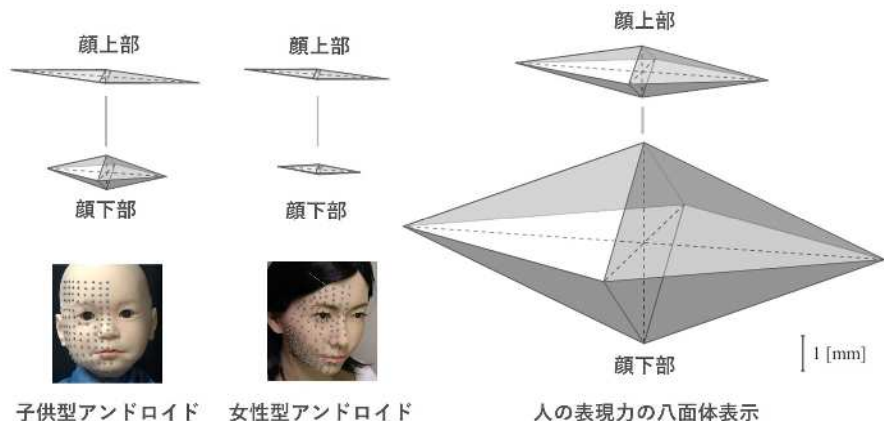 顔上部
顔上部
顔上部
顔下部
顔下部
顔下部
1 [mm]
子供型アンドロイド
女性型アンドロイド
人の表現力の八面体表示